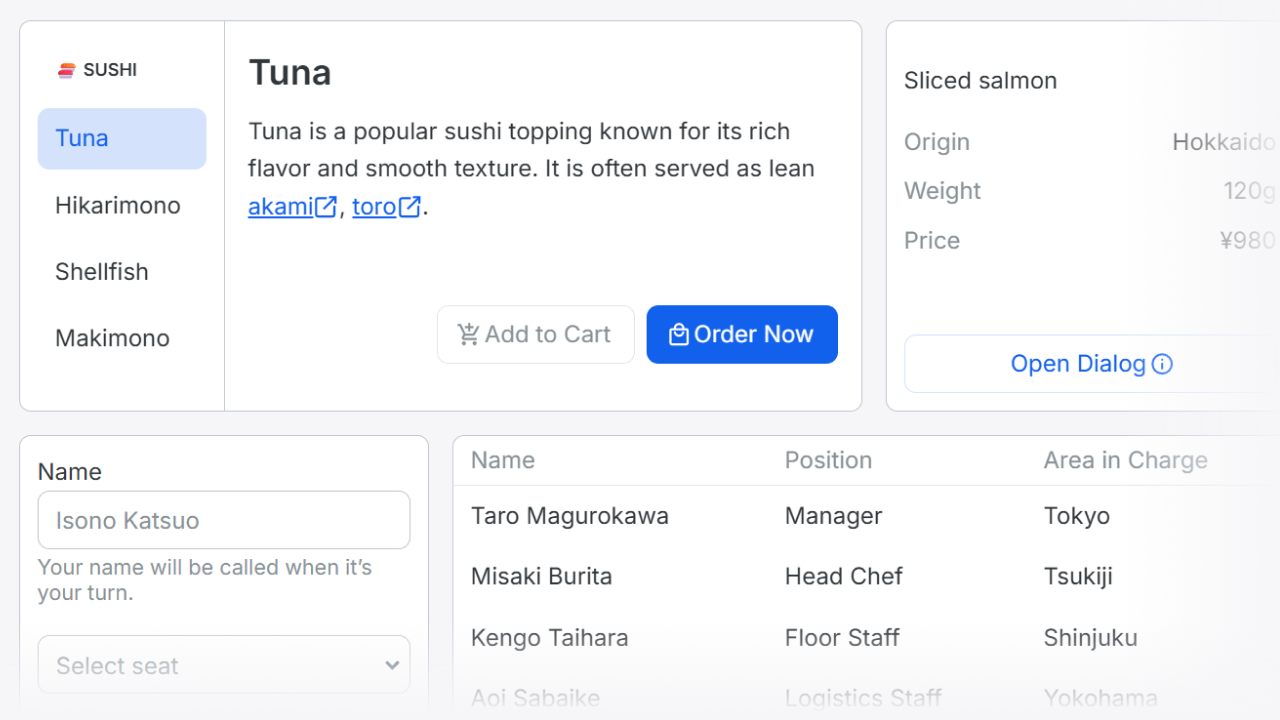 SUSHI
Tuna
Hikarimono
Shellfish
Makimono
Tuna
Tuna is a popular sushi topping known for its rich
flavor and smooth texture. It is often served as lean
akami, toro.
Add to Cart
Order Now
Sliced salmon
Origin Hokkaido
Weight 120g
Price ¥980
Open Dialog
Name
Isono Katsuo
Your name will be called when it’s
your turn.
Select seat
Name Position Area in Charge
Taro Magurokawa Manager Tokyo
Misaki Burita Head Chef Tsukiji
Kengo Taihara Floor Staff Shinjuku
Aoi Sabaike Logistics Staff Yokohama